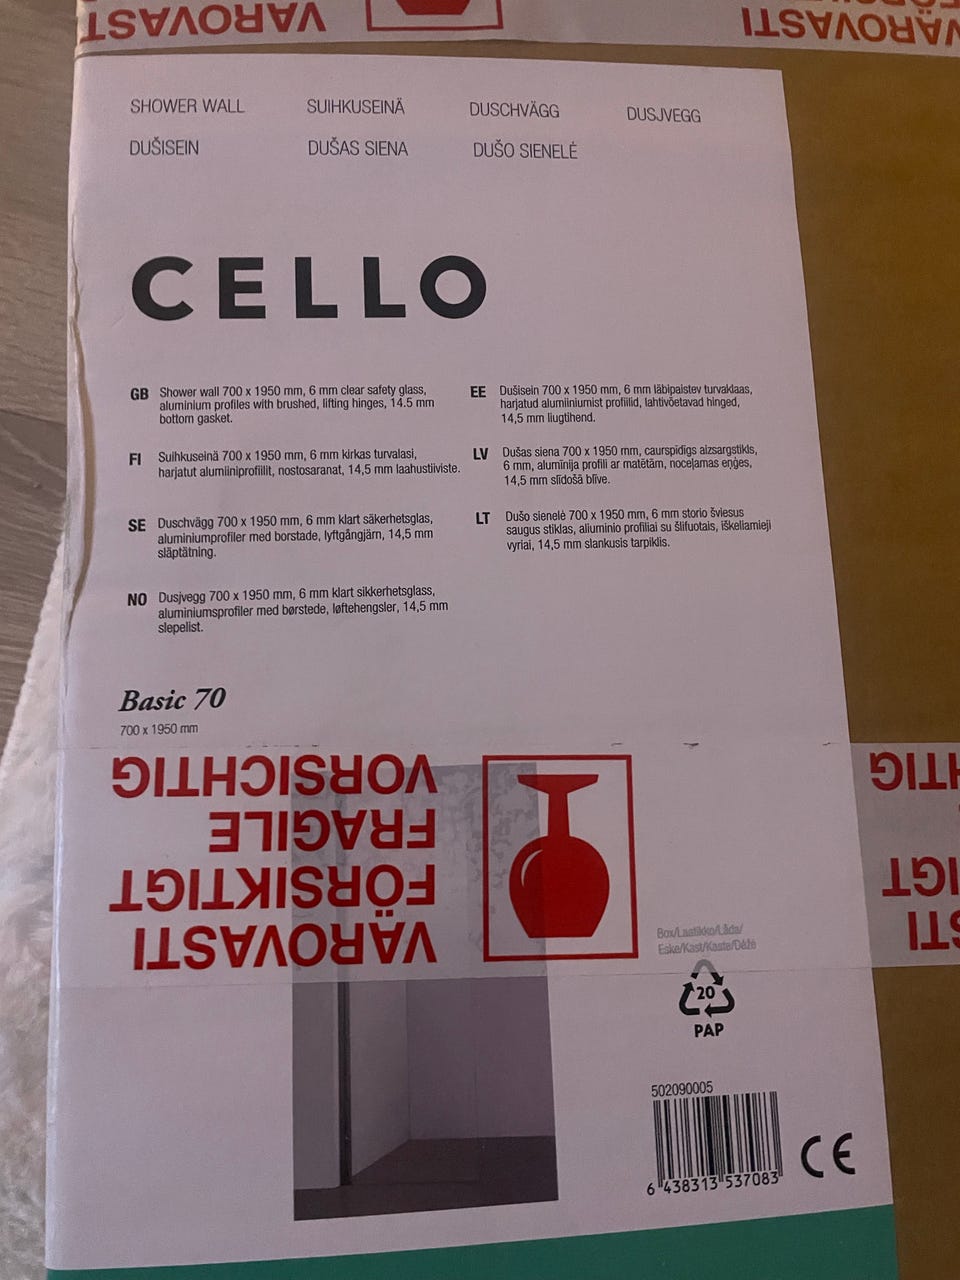 VAROVASTI
VAROVASTI
SHOWER WALL SUIHKUSEINÄ DUSCHVÄGG DUSJVEGG
DUŠISEIN DUŠAS SIENA DUŠO SIENELĖ
CELLO
GB Shower wall 700 x 1950 mm, 6 mm clear safety glass,
aluminium profiles with brushed, lifting hinges, 14.5 mm
bottom gasket.
FI Suihkuseinä 700 x 1950 mm, 6 mm kirkas turvalasi,
harjatut alumiiniprofiilit, nostosaranat, 14,5 mm laahustiiviste.
SE Duschvägg 700 x 1950 mm, 6 mm klart säkerhetsglas,
aluminiumprofiler med borstade, lyftgångjärn, 14,5 mm
släptätning.
NO Dusjvegg 700 x 1950 mm, 6 mm klart sikkerhetsglass,
aluminiumsprofiler med børstede, løftehengsler, 14,5 mm
slepelist.
EE Dušisein 700 x 1950 mm, 6 mm läbipaistev turvaklaas,
harjatud alumiiniumist profiilid, lahtivõetavad hinged,
14,5 mm liugtihend.
LV Dušas siena 700 x 1950 mm, caurspīdīgs aizsargstikls,
6 mm, alumīnija profili ar matētām, noceļamas eņģes,
14,5 mm slīdošā blīve.
LT Dušo sienelė 700 x 1950 mm, 6 mm storio šviesus
saugus stiklas, aliuminio profiliai su šlifuotais, iškeliamieji
vyriai, 14,5 mm slankusis tarpiklis.
Basic 70
700 x 1950 mm
VÄROVASTI
FÖRSIKTIGT
FRAGILE
VORSICHTIG
Box/Laatikko/Låda/
Eske/Kast/Kaste/Dėžė
20
PAP
502090005
6 438313 537083
CE